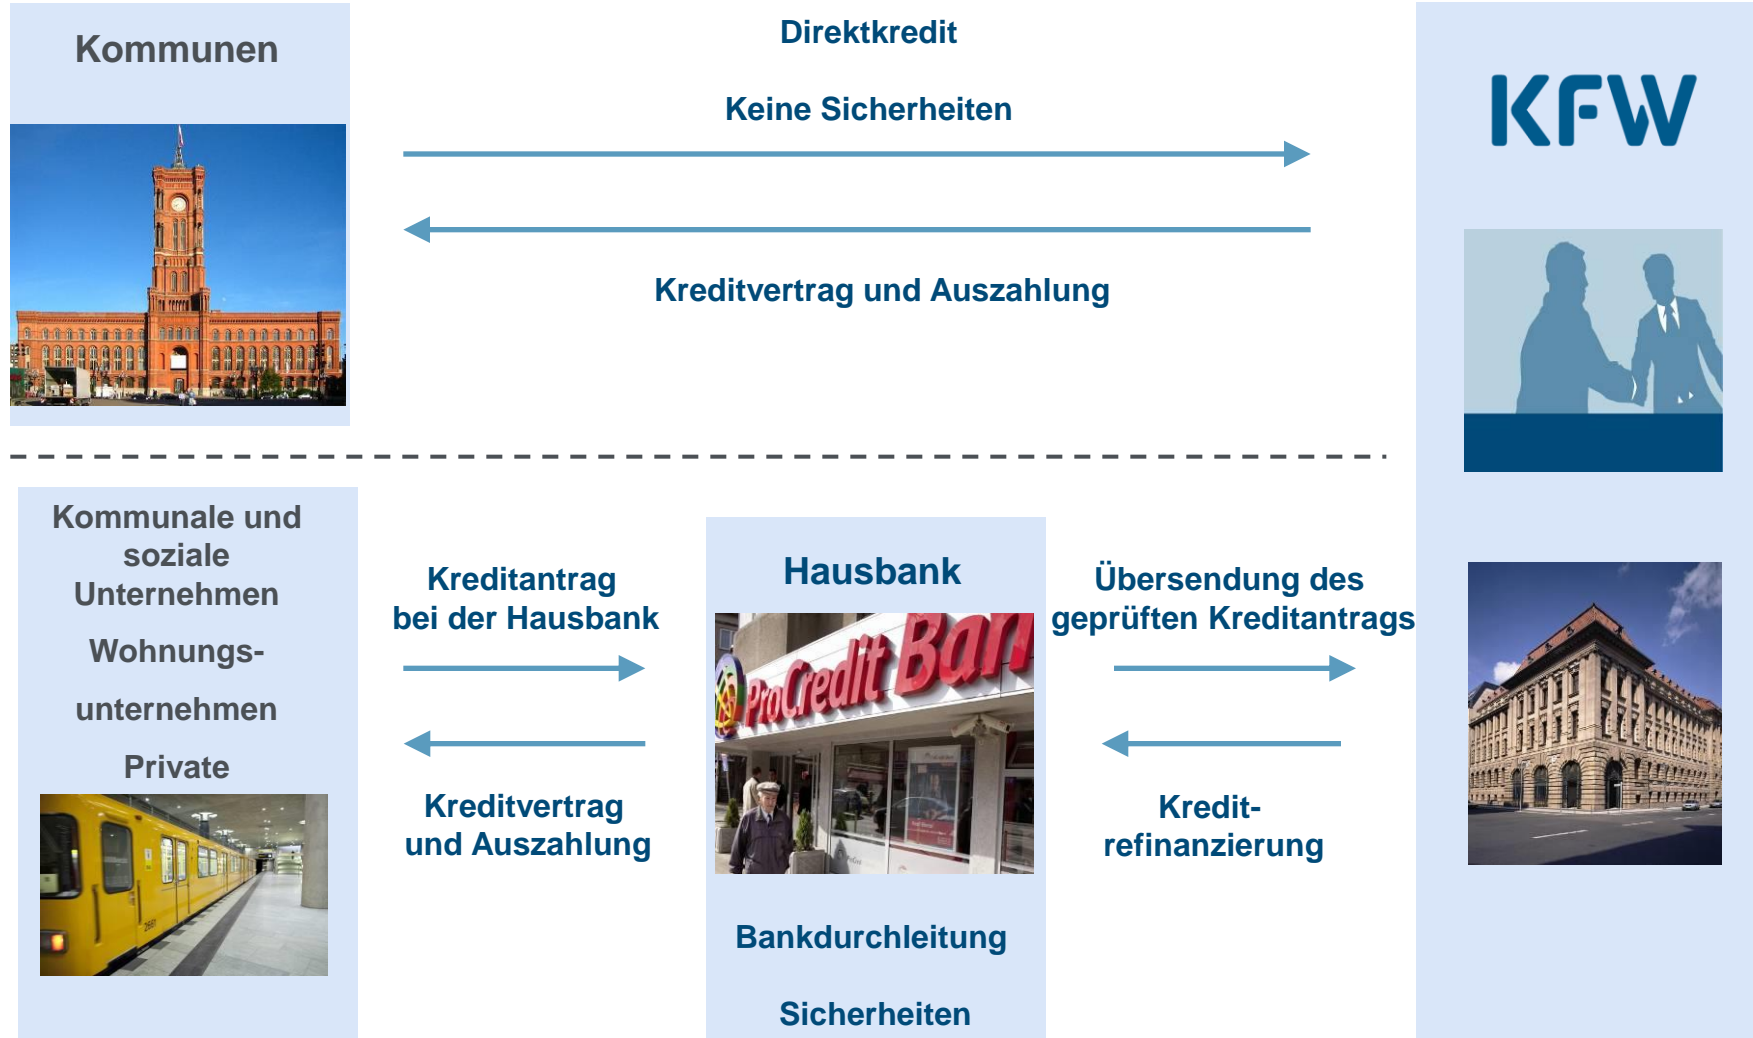 Kommunen
Direktkredit
Keine Sicherheiten
KFW
Kreditvertrag und Auszahlung
Kommunale und
soziale
Unternehmen
Wohnungs-
unternehmen
Private
Kreditantrag
bei der Hausbank
Kreditvertrag
und Auszahlung
2661
Hausbank
ProCredit Ban
Bankdurchleitung
Sicherheiten
Übersendung des
geprüften Kreditantrags
Kredit-
refinanzierung